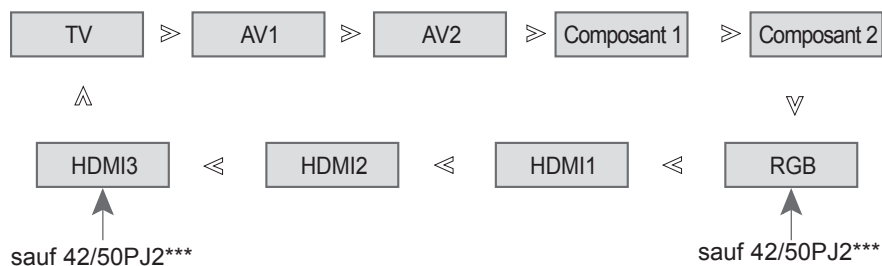 TV
AV1
AV2
Composant 1
Composant 2
HDMI3
HDMI2
HDMI1
RGB
sauf 42/50PJ2***
sauf 42/50PJ2***